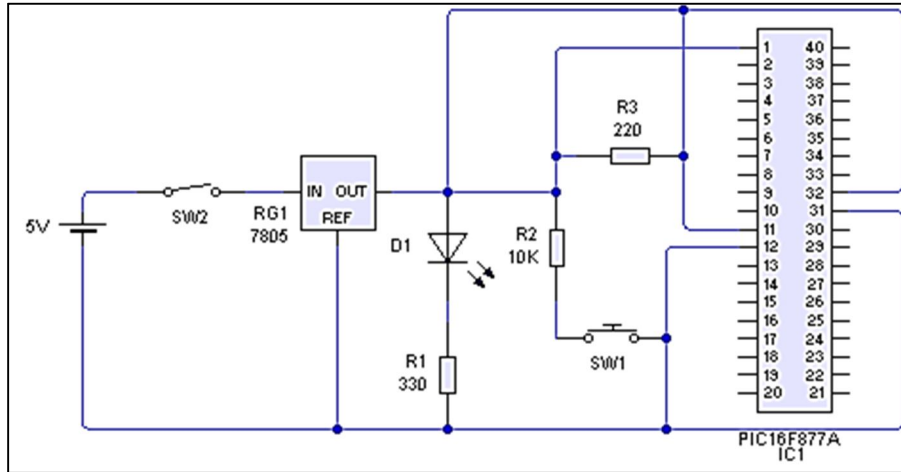 5V
SW2
RG1
7805
IN OUT
REF
D1
R1
330
R2
10K
R3
220
SW1
1 40
2 39
3 38
4 37
5 36
6 35
7 34
8 33
9 32
10 31
11 30
12 29
13 28
14 27
15 26
16 25
17 24
18 23
19 22
20 21
PIC16F877A
IC1